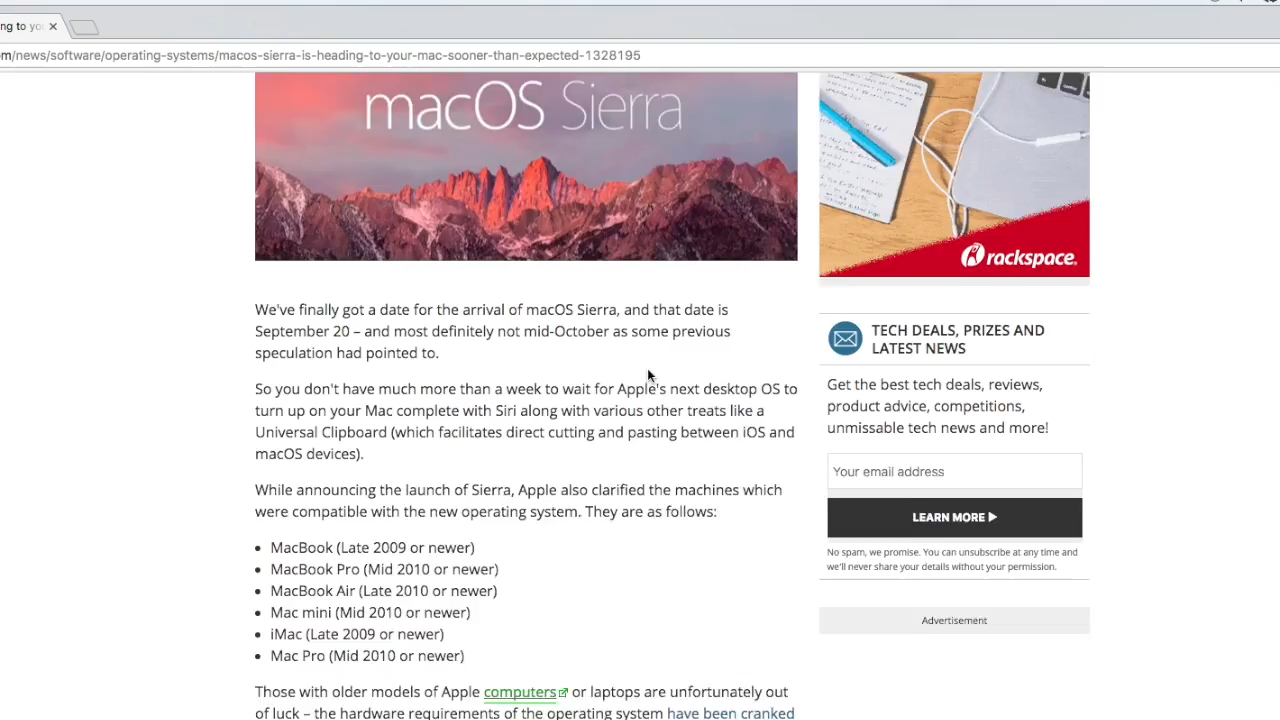 ng to yo
m/news/software/operating-systems/macos-sierra-is-heading-to-your-mac-sooner-than-expected-1328195
macOS Sierra
rackspace.
We've finally got a date for the arrival of macOS Sierra, and that date is
September 20 – and most definitely not mid-October as some previous
speculation had pointed to.
So you don't have much more than a week to wait for Apple's next desktop OS to
turn up on your Mac complete with Siri along with various other treats like a
Universal Clipboard (which facilitates direct cutting and pasting between iOS and
macOS devices).
While announcing the launch of Sierra, Apple also clarified the machines which
were compatible with the new operating system. They are as follows:
• MacBook (Late 2009 or newer)
• MacBook Pro (Mid 2010 or newer)
• MacBook Air (Late 2010 or newer)
• Mac mini (Mid 2010 or newer)
• iMac (Late 2009 or newer)
• Mac Pro (Mid 2010 or newer)
Those with older models of Apple computers or laptops are unfortunately out
of luck – the hardware requirements of the operating system have been cranked
TECH DEALS, PRIZES AND
LATEST NEWS
Get the best tech deals, reviews,
product advice, competitions,
unmissable tech news and more!
Your email address
LEARN MORE
No spam, we promise. You can unsubscribe at any time and
we'll never share your details without your permission.
Advertisement